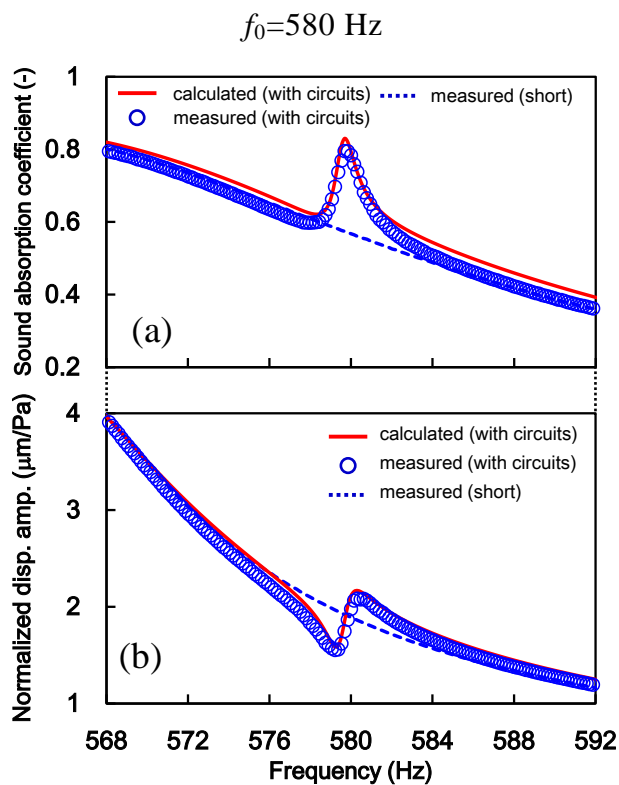 f0=580 Hz
Sound absorption coefficient (-)
1
0.8
0.6
0.4
0.2
calculated (with circuits)
measured (with circuits)
measured (short)
(a)
Normalized disp. amp. (μm/Pa)
4
3
2
1
calculated (with circuits)
measured (with circuits)
measured (short)
(b)
568 572 576 580 584 588 592
Frequency (Hz)